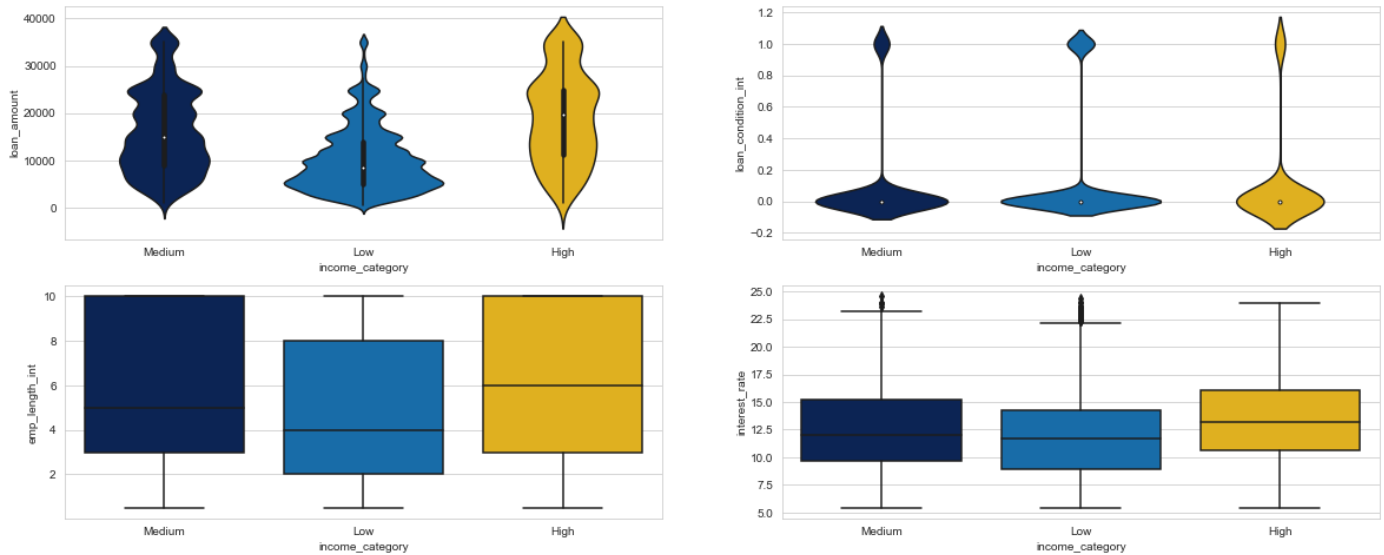 40000
30000
20000
10000
0
loan_amount
Medium Low High
income_category
1.2
1.0
0.8
0.6
0.4
0.2
0.0
−0.2
loan_condition_int
Medium Low High
income_category
10
8
6
4
2
emp_length_int
Medium Low High
income_category
25.0
22.5
20.0
17.5
15.0
12.5
10.0
7.5
5.0
interest_rate
Medium Low High
income_category